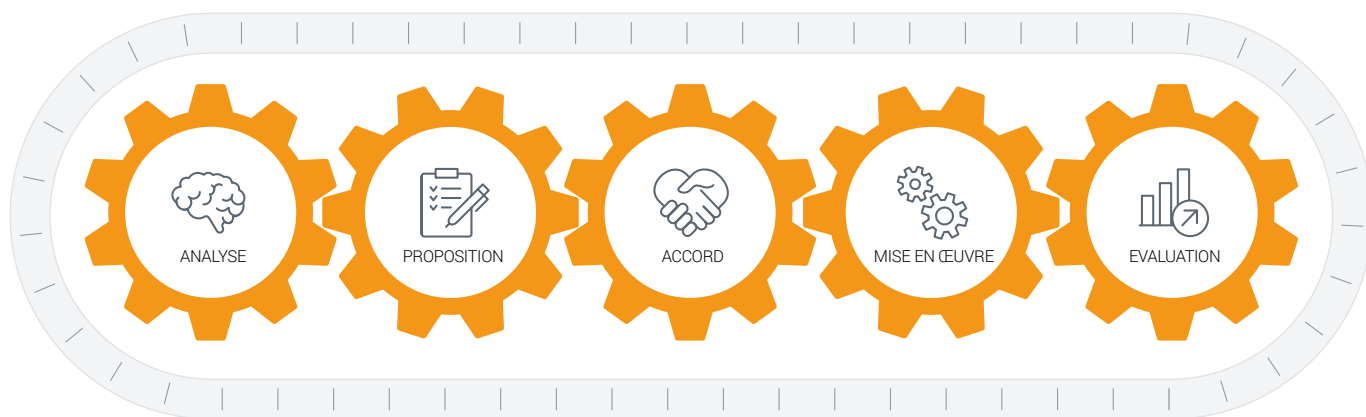 ANALYSE
PROPOSITION
ACCORD
MISE EN ŒUVRE
EVALUATION